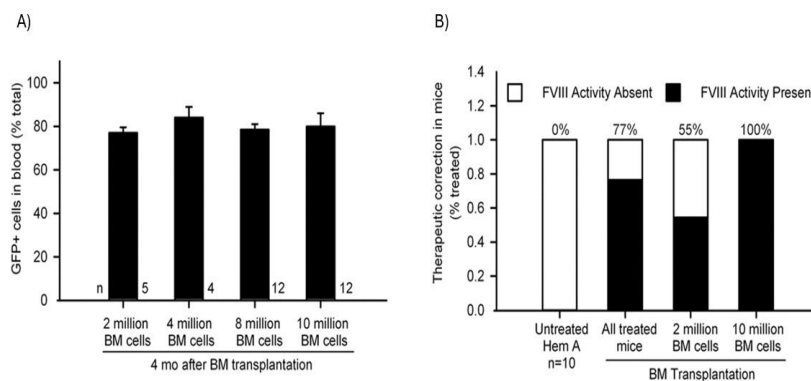 A)
GFP+ cells in blood (% total)
100
80
60
40
20
0
n 5 4 12 12
2 million BM cells
4 million BM cells
8 million BM cells
10 million BM cells
4 mo after BM transplantation
B)
Therapeutic correction in mice
(% treated)
1.4
1.2
1.0
0.8
0.6
0.4
0.2
0.0
FVIII Activity Absent
FVIII Activity Presen
0% 77% 55% 100%
Untreated Hem A n=10
All treated mice
2 million BM cells
10 million BM cells
BM Transplantation